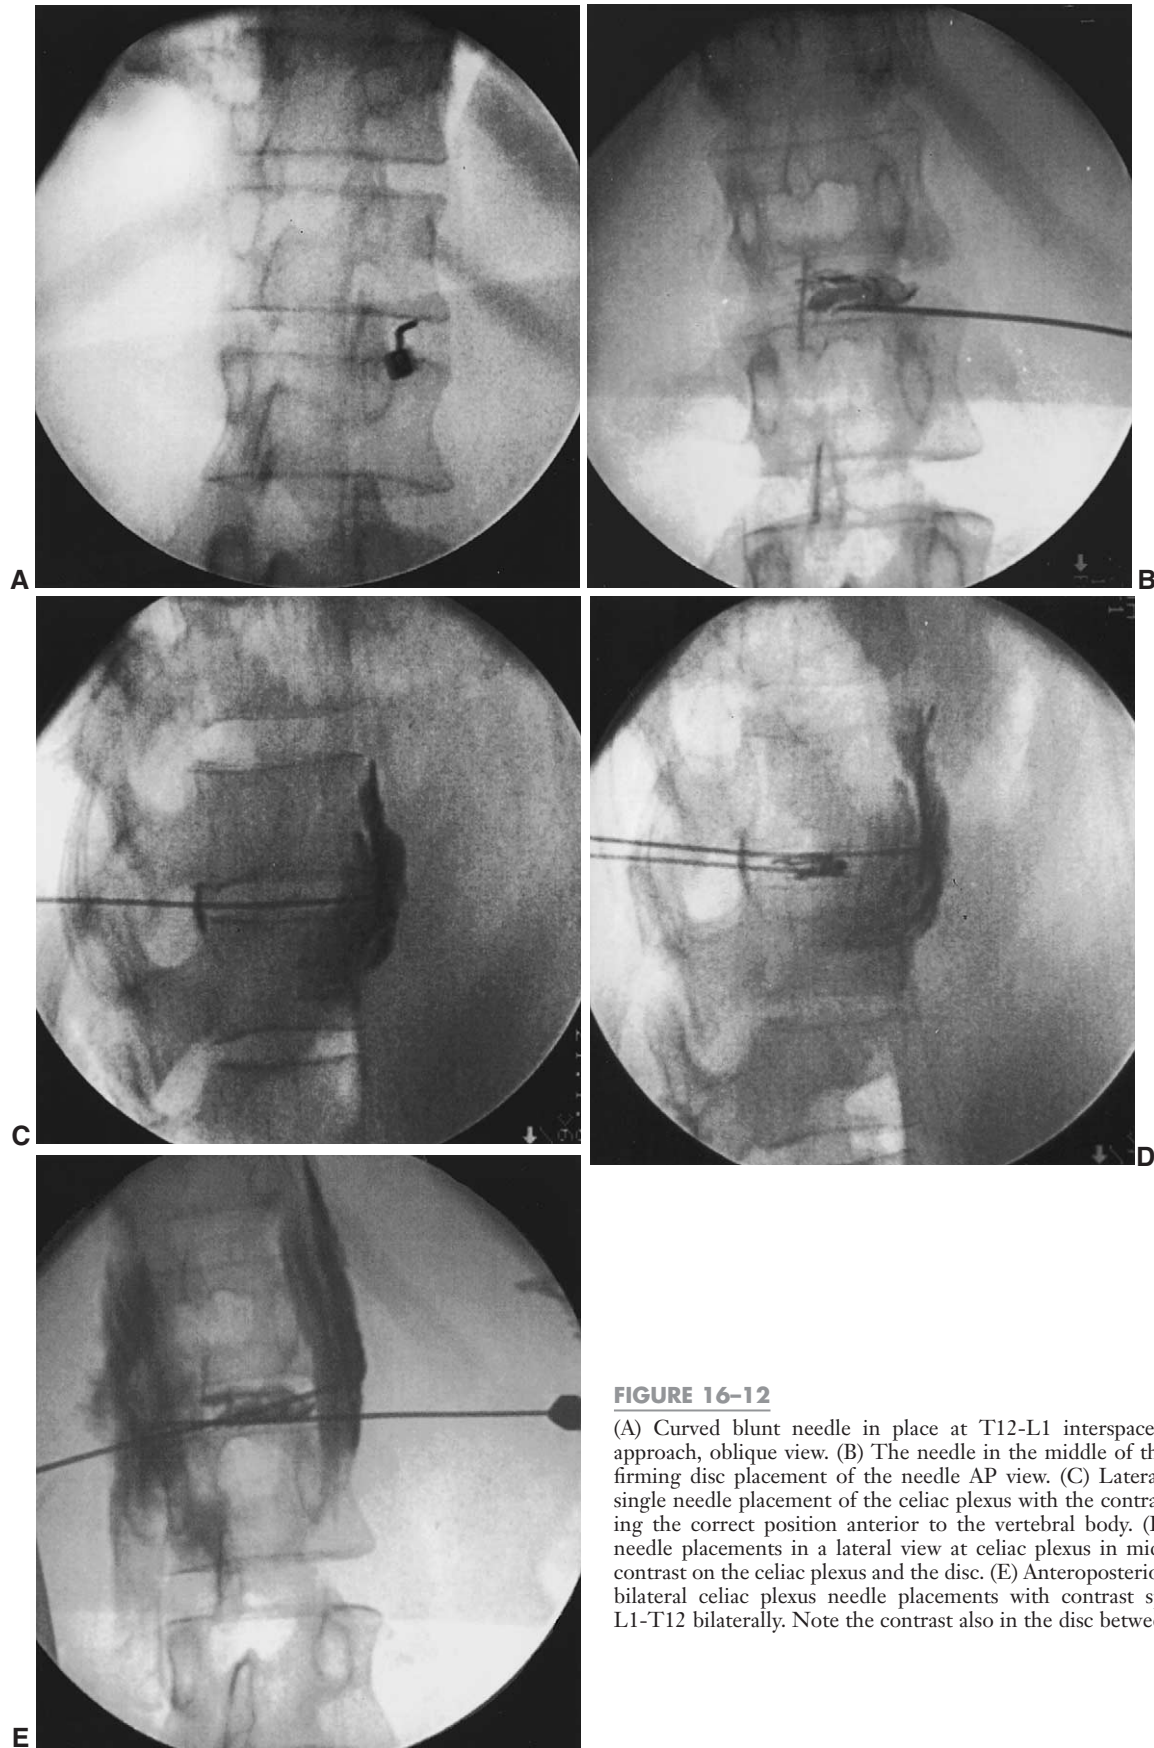 A
B
C
D
E
FIGURE 16–12
(A) Curved blunt needle in place at T12-L1 interspace
approach, oblique view. (B) The needle in the middle of th
firming disc placement of the needle AP view. (C) Latera
single needle placement of the celiac plexus with the contra
ing the correct position anterior to the vertebral body. (
needle placements in a lateral view at celiac plexus in mi
contrast on the celiac plexus and the disc. (E) Anteroposterio
bilateral celiac plexus needle placements with contrast s
L1-T12 bilaterally. Note the contrast also in the disc betwe